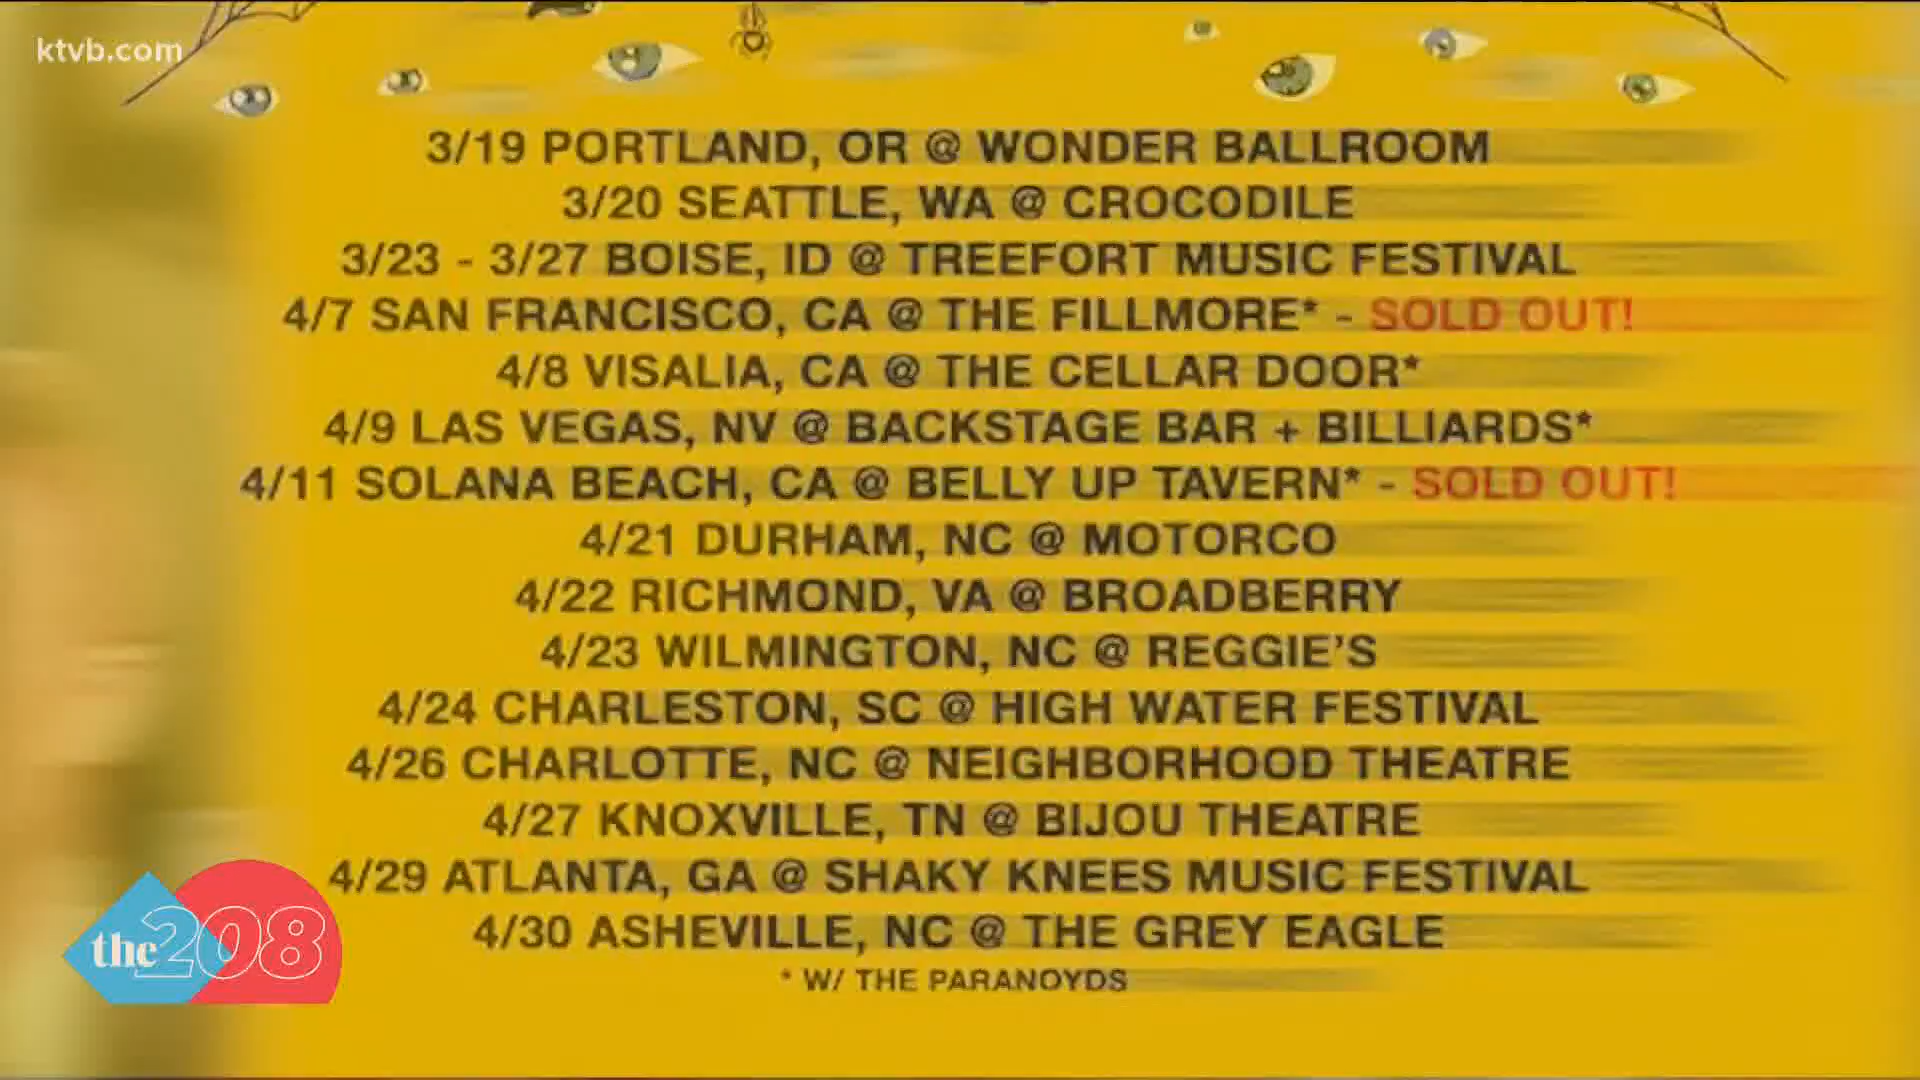 ktvb.com
3/19 PORTLAND, OR @ WONDER BALLROOM
3/20 SEATTLE, WA @ CROCODILE
3/23 - 3/27 BOISE, ID @ TREEFORT MUSIC FESTIVAL
4/7 SAN FRANCISCO, CA @ THE FILLMORE* - SOLD OUT!
4/8 VISALIA, CA @ THE CELLAR DOOR*
4/9 LAS VEGAS, NV @ BACKSTAGE BAR + BILLIARDS*
4/11 SOLANA BEACH, CA @ BELLY UP TAVERN* - SOLD OUT!
4/21 DURHAM, NC @ MOTORCO
4/22 RICHMOND, VA @ BROADBERRY
4/23 WILMINGTON, NC @ REGGIE'S
4/24 CHARLESTON, SC @ HIGH WATER FESTIVAL
4/26 CHARLOTTE, NC @ NEIGHBORHOOD THEATRE
4/27 KNOXVILLE, TN @ BIJOU THEATRE
4/29 ATLANTA, GA @ SHAKY KNEES MUSIC FESTIVAL
4/30 ASHEVILLE, NC @ THE GREY EAGLE
* W/ THE PARANOYDS
the 208